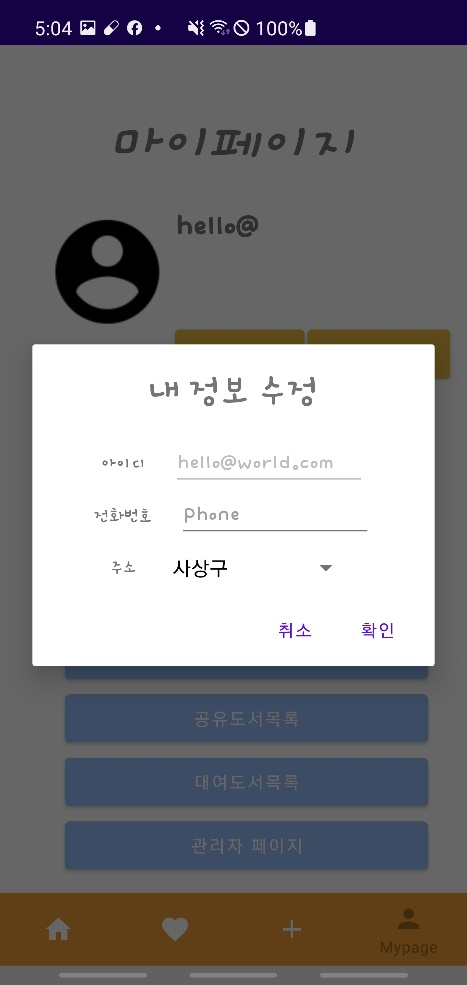 5:04 100%
마이페이지
hello@
내 정보 수정
아이디 hello@world.com
전화번호 phone
주소 사상구
취소 확인
공유도서목록
대여도서목록
관리자 페이지
Mypage